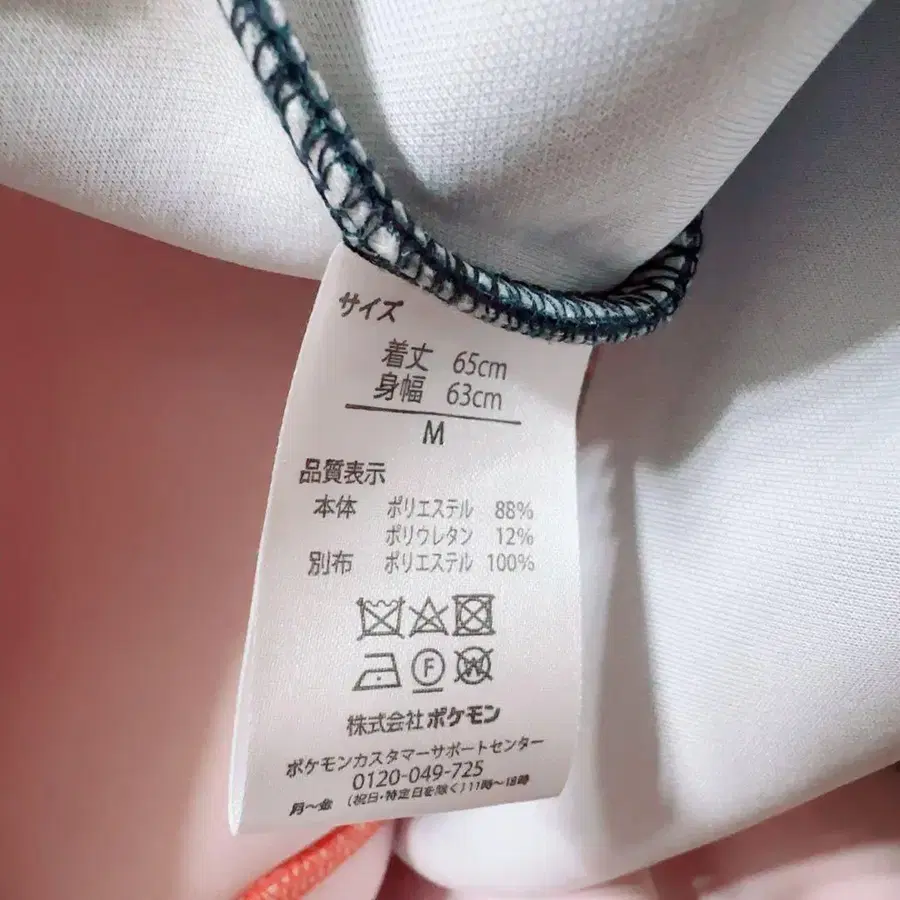 サイズ
着丈 65cm
身幅 63cm
M
品質表示
本体 ポリエステル 88%
ポリウレタン 12%
別布 ポリエステル 100%
F W
株式会社ポケモン
ポケモンカスタマーサポートセンター
0120-049-725
月〜金 (祝日・特定日を除く)11時〜18時